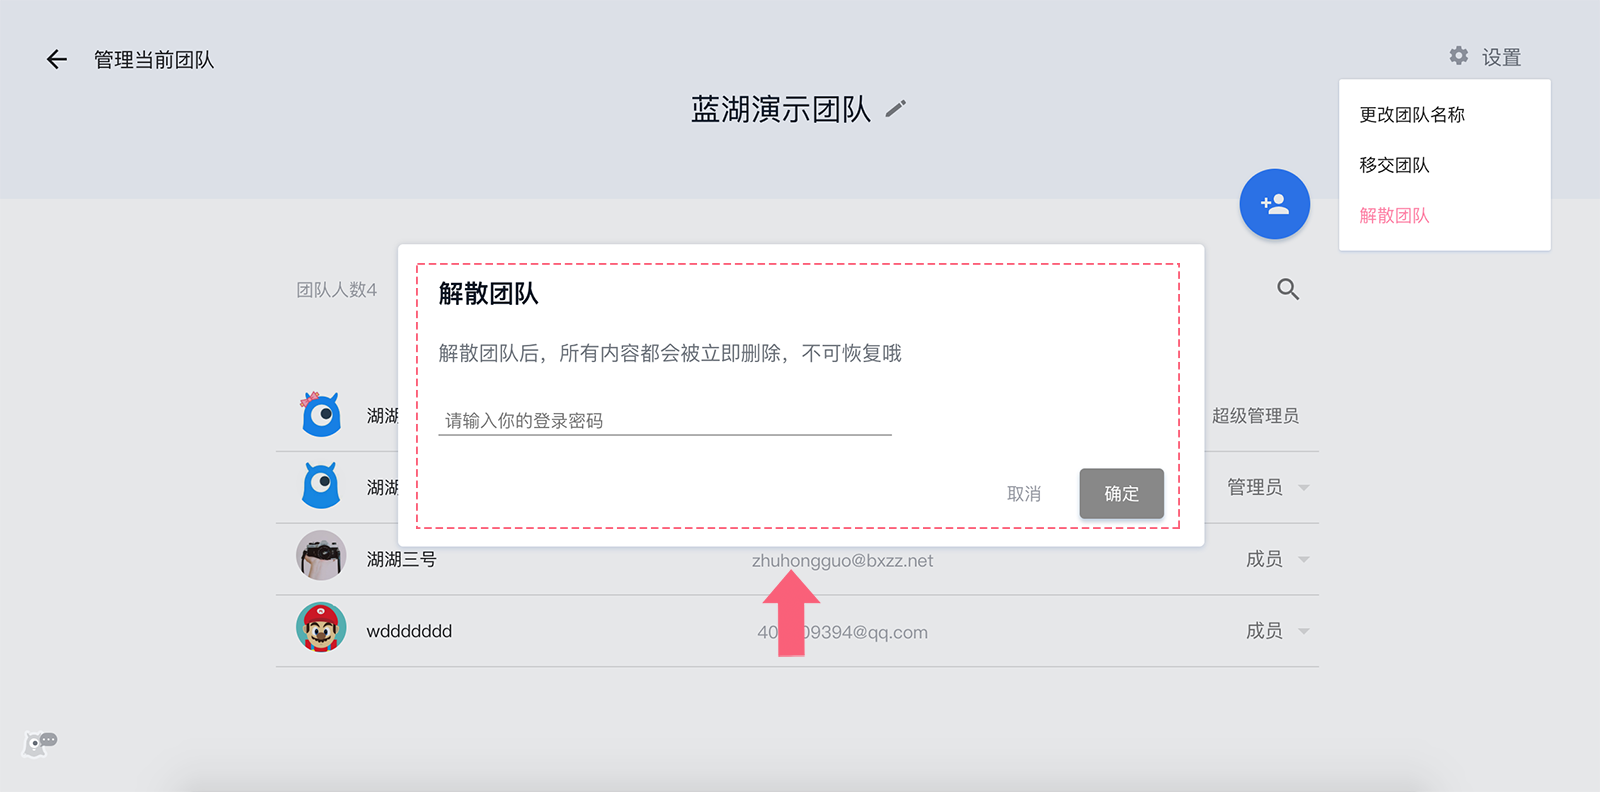 管理当前团队
设置
蓝湖演示团队
更改团队名称
移交团队
解散团队
团队人数4
解散团队
解散团队后，所有内容都会被立即删除，不可恢复哦
请输入你的登录密码
取消
确定
湖湖
超级管理员
湖湖
管理员
湖湖三号
zhuhongguo@bxzz.net
成员
wddddddd
09394@qq.com
成员